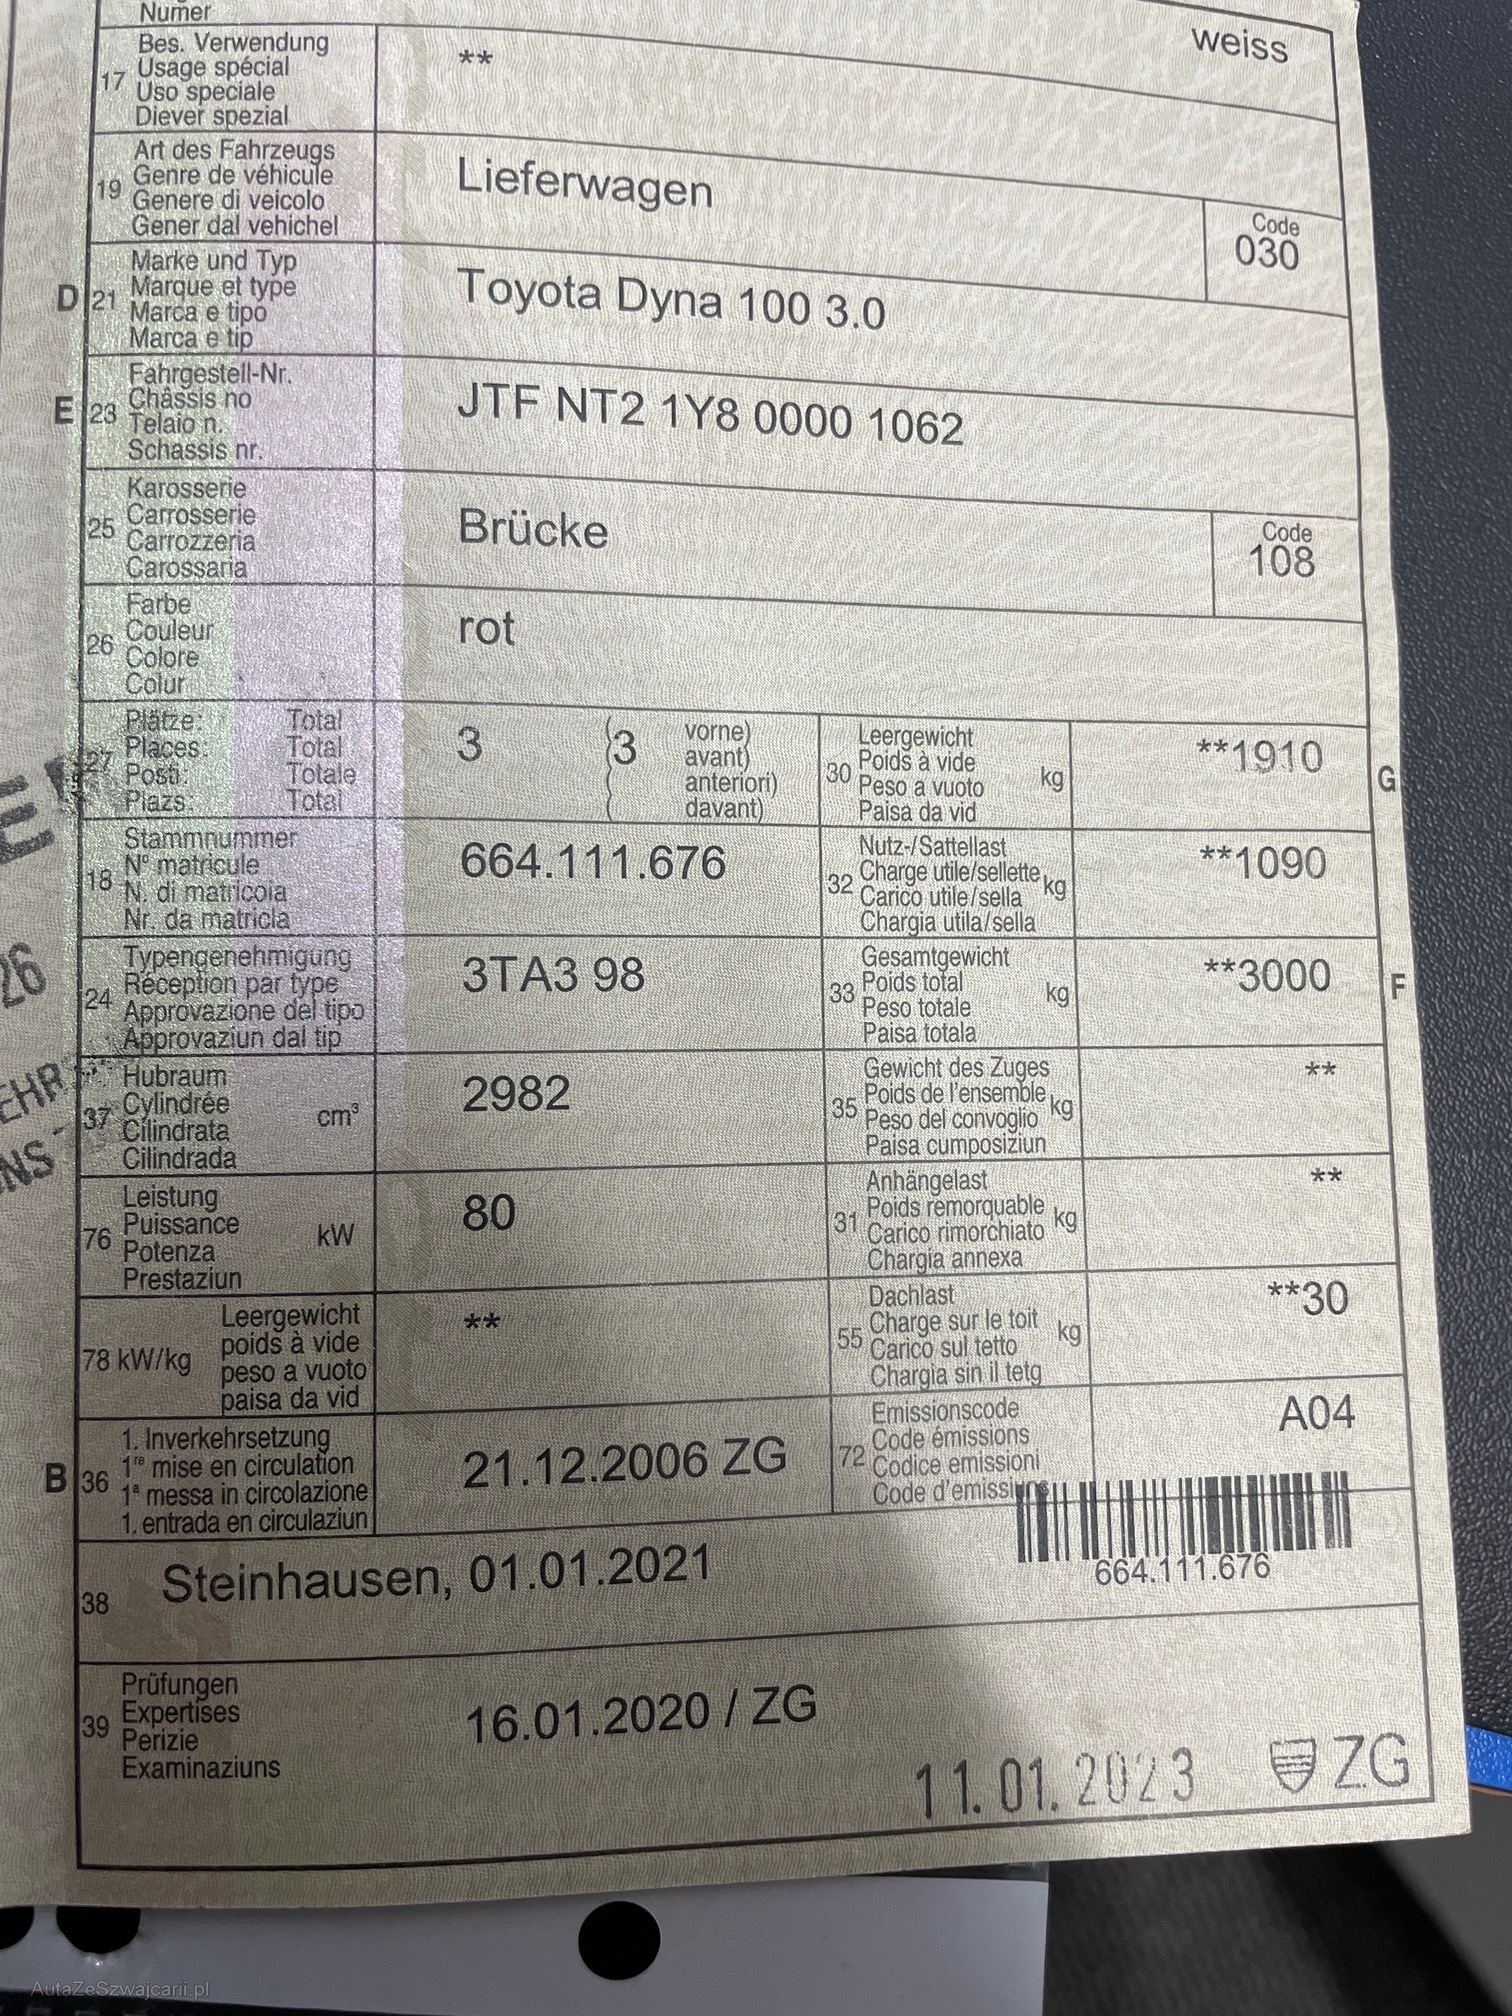 Numer
weiss
17 Bes. Verwendung
Usage spécial
Uso speciale
Diever spezial
**
19 Art des Fahrzeugs
Genre de véhicule
Genere di veicolo
Gener dal vehichel
Lieferwagen
Code
030
D 21 Marke und Typ
Marque et type
Marca e tipo
Marca e tip
Toyota Dyna 100 3.0
E 23 Fahrgestell-Nr.
Châssis no
Telaio n.
Schassis nr.
JTF NT2 1Y8 0000 1062
25 Karosserie
Carrosserie
Carrozzeria
Carossaria
Brücke
Code
108
26 Farbe
Couleur
Colore
Colur
rot
27 Plätze: Total
Places: Total
Posti: Totale
Plazs: Total
3 (3 vorne)
avant)
anteriori)
davant)
30 Leergewicht
Poids à vide
Peso a vuoto
Paisa da vid
kg
**1910
G
18 Stammnummer
N° matricule
N. di matricola
Nr. da matricla
664.111.676
32 Nutz-/Sattellast
Charge utile/sellette
Carico utile/sella
Chargia utila/sella
kg
**1090
24 Typengenehmigung
Réception par type
Approvazione del tipo
Approvaziun dal tip
3TA3 98
33 Gesamtgewicht
Poids total
Peso totale
Paisa totala
kg
**3000
F
37 Hubraum
Cylindrée
Cilindrata
Cilindrada
cm³
2982
35 Gewicht des Zuges
Poids de l'ensemble
Peso del convoglio
Paisa cumposiziun
kg
**
76 Leistung
Puissance
Potenza
Prestaziun
kW
80
31 Anhängelast
Poids remorquable
Carico rimorchiato
Chargia annexa
kg
**
78 kW/kg Leergewicht
poids à vide
peso a vuoto
paisa da vid
**
55 Dachlast
Charge sur le toit
Carico sul tetto
Chargia sin il tetg
kg
**30
B 36 1. Inverkehrsetzung
1re mise en circulation
1a messa in circolazione
1. entrada en circulaziun
21.12.2006 ZG
72 Emissionscode
Code émissions
Codice emissioni
Code d'emissiuns
A04
664.111.676
38 Steinhausen, 01.01.2021
39 Prüfungen
Expertises
Perizie
Examinaziuns
16.01.2020 / ZG
11.01.2023 ZG
AutaZeSzwajcarii.pl